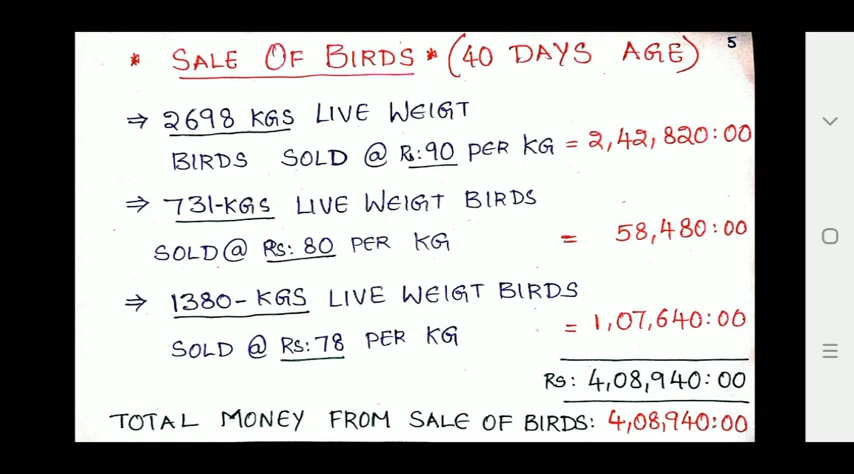 5
* SALE OF BIRDS * (40 DAYS AGE)
⇒ 2698 KGS LIVE WEIGT
BIRDS SOLD @ Rs:90 PER KG = 2,42,820:00
⇒ 731-KGS LIVE WEIGT BIRDS
SOLD @ RS: 80 PER KG = 58,480:00
⇒ 1380-KGS LIVE WEIGT BIRDS
SOLD @ RS:78 PER KG = 1,07,640:00
RS: 4,08,940:00
TOTAL MONEY FROM SALE OF BIRDS: 4,08,940:00